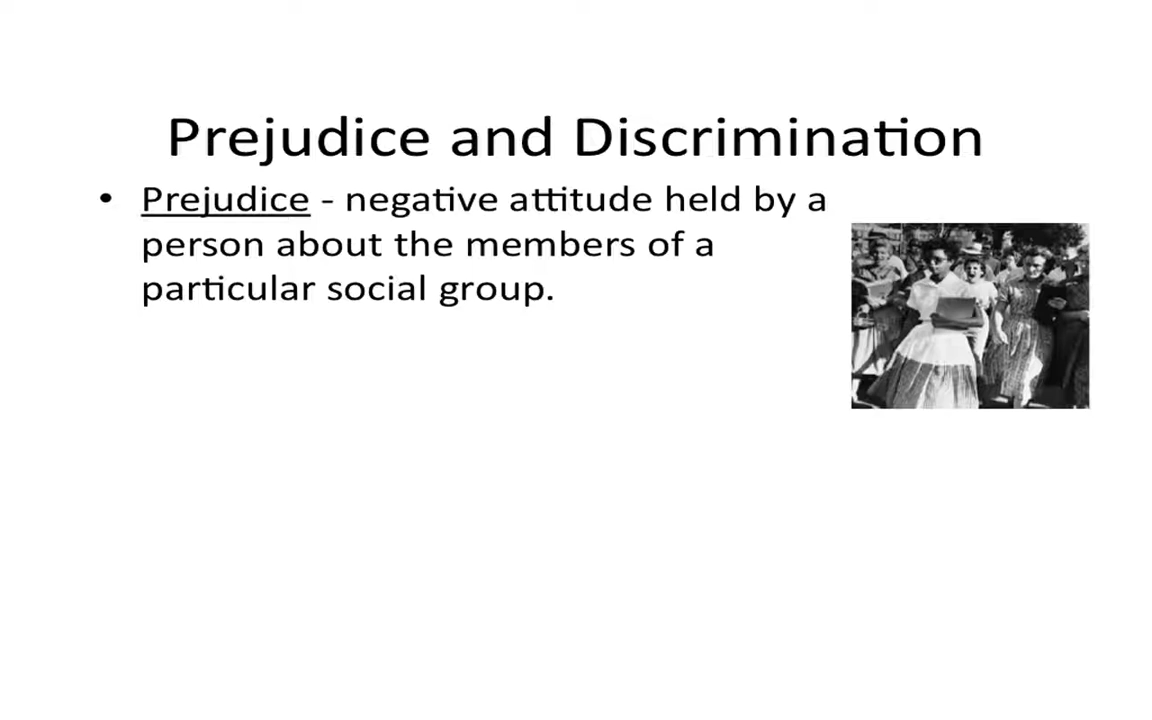 Prejudice and Discrimination
• Prejudice - negative attitude held by a
person about the members of a
particular social group.